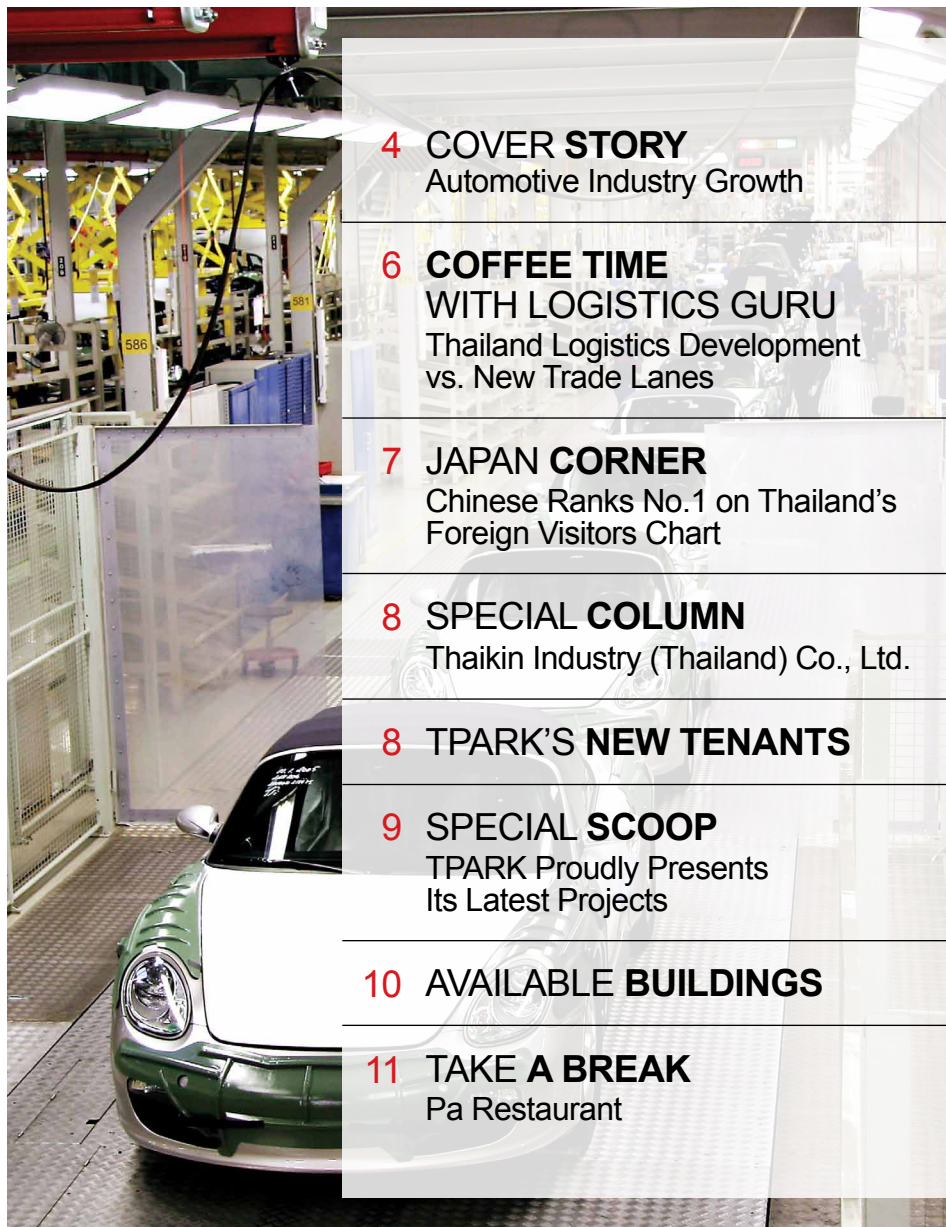 4 COVER STORY
Automotive Industry Growth
6 COFFEE TIME
WITH LOGISTICS GURU
Thailand Logistics Development
vs. New Trade Lanes
7 JAPAN CORNER
Chinese Ranks No.1 on Thailand's
Foreign Visitors Chart
8 SPECIAL COLUMN
Thaikin Industry (Thailand) Co., Ltd.
8 TPARK'S NEW TENANTS
9 SPECIAL SCOOP
TPARK Proudly Presents
Its Latest Projects
10 AVAILABLE BUILDINGS
11 TAKE A BREAK
Pa Restaurant
581
586